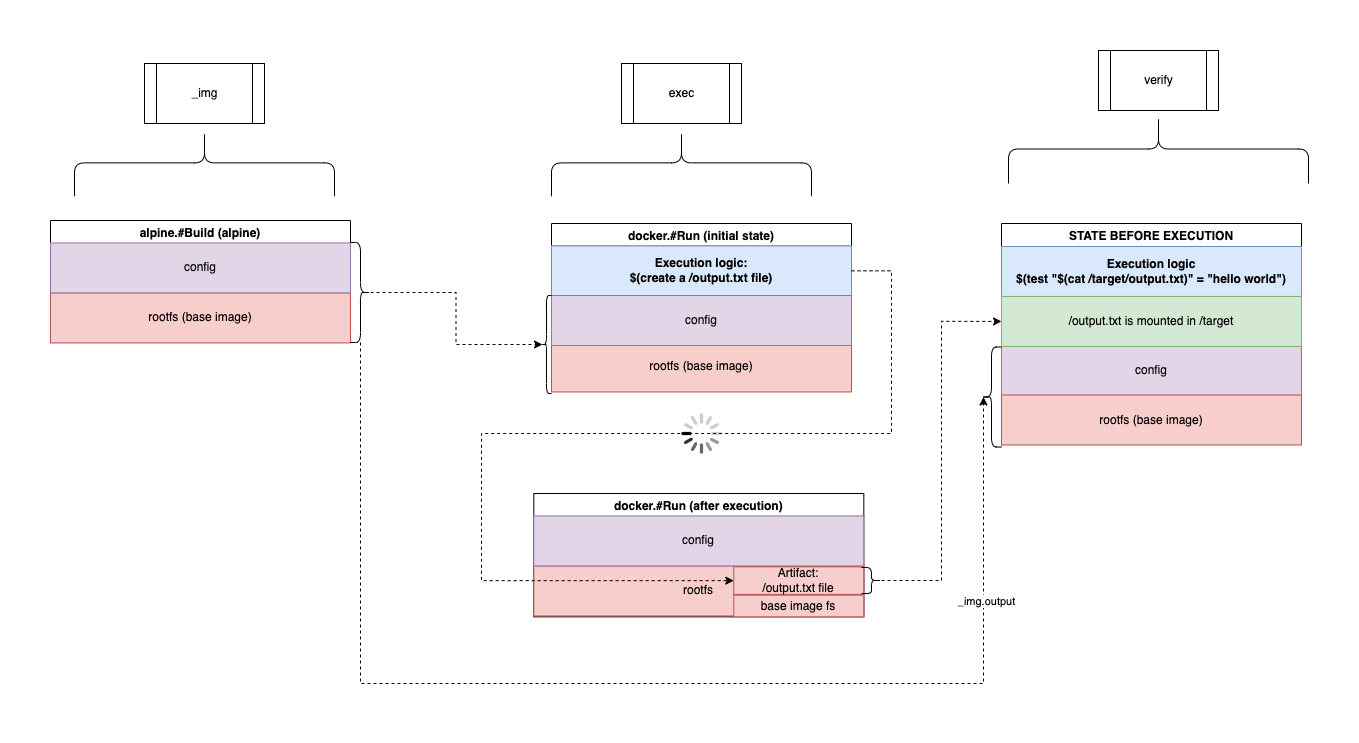 _img
exec
verify
alpine.#Build (alpine)
config
rootfs (base image)
docker.#Run (initial state)
Execution logic:
$(create a /output.txt file)
config
rootfs (base image)
STATE BEFORE EXECUTION
Execution logic
$(test "$(cat /target/output.txt)" = "hello world")
/output.txt is mounted in /target
config
rootfs (base image)
docker.#Run (after execution)
config
rootfs
Artifact:
/output.txt file
base image fs
_img.output